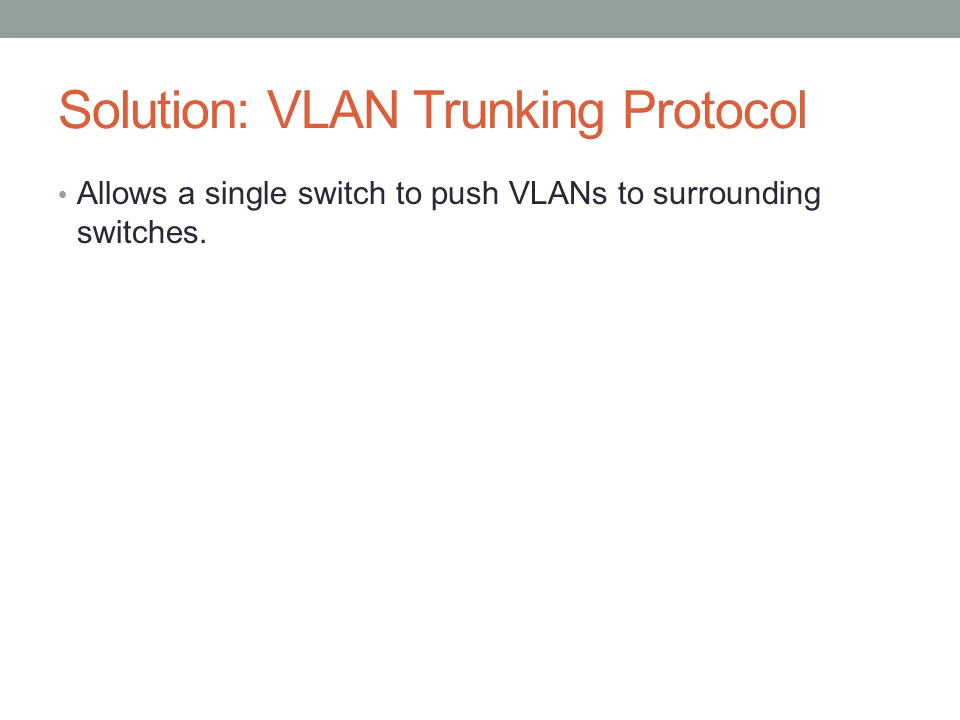 Solution: VLAN Trunking Protocol
• Allows a single switch to push VLANs to surrounding
switches.